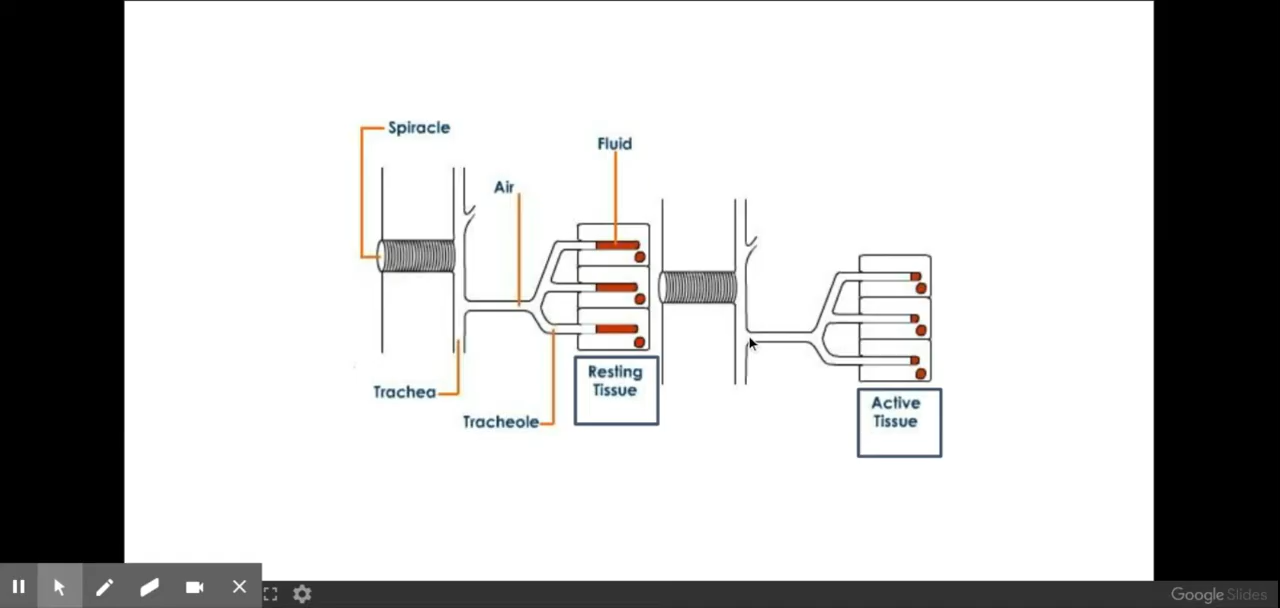 Spiracle
Fluid
Air
Trachea
Tracheole
Resting
Tissue
Active
Tissue
Google Slides